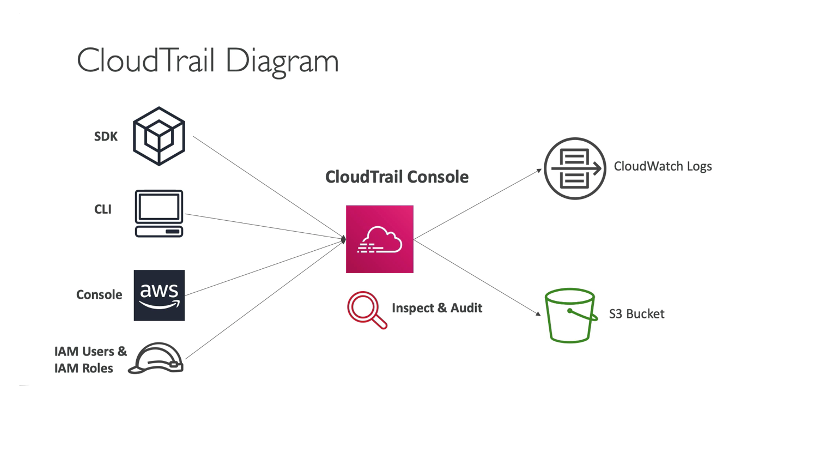 CloudTrail Diagram
SDK
CLI
Console
aws
IAM Users &
IAM Roles
CloudTrail Console
Inspect & Audit
CloudWatch Logs
S3 Bucket